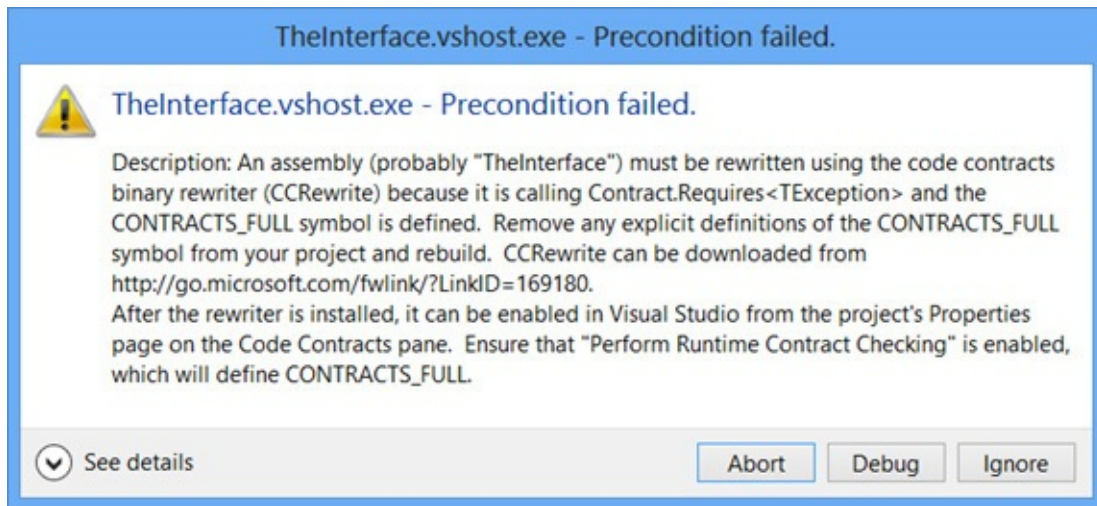 TheInterface.vshost.exe - Precondition failed.
TheInterface.vshost.exe - Precondition failed.
Description: An assembly (probably "TheInterface") must be rewritten using the code contracts
binary rewriter (CCRewrite) because it is calling Contract.Requires<TException> and the
CONTRACTS_FULL symbol is defined.  Remove any explicit definitions of the CONTRACTS_FULL
symbol from your project and rebuild.  CCRewrite can be downloaded from
http://go.microsoft.com/fwlink/?LinkID=169180.
After the rewriter is installed, it can be enabled in Visual Studio from the project's Properties
page on the Code Contracts pane.  Ensure that "Perform Runtime Contract Checking" is enabled,
which will define CONTRACTS_FULL.
See details
Abort
Debug
Ignore